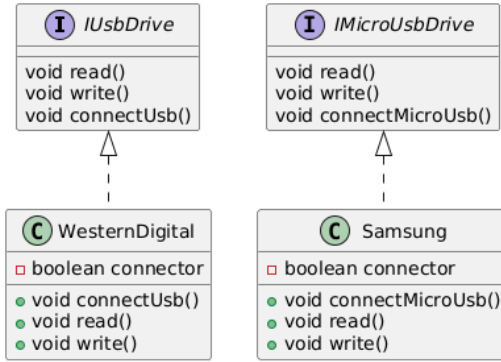 I IUsbDrive
void read()
void write()
void connectUsb()
I IMicroUsbDrive
void read()
void write()
void connectMicroUsb()
C WesternDigital
boolean connector
void connectUsb()
void read()
void write()
C Samsung
boolean connector
void connectMicroUsb()
void read()
void write()